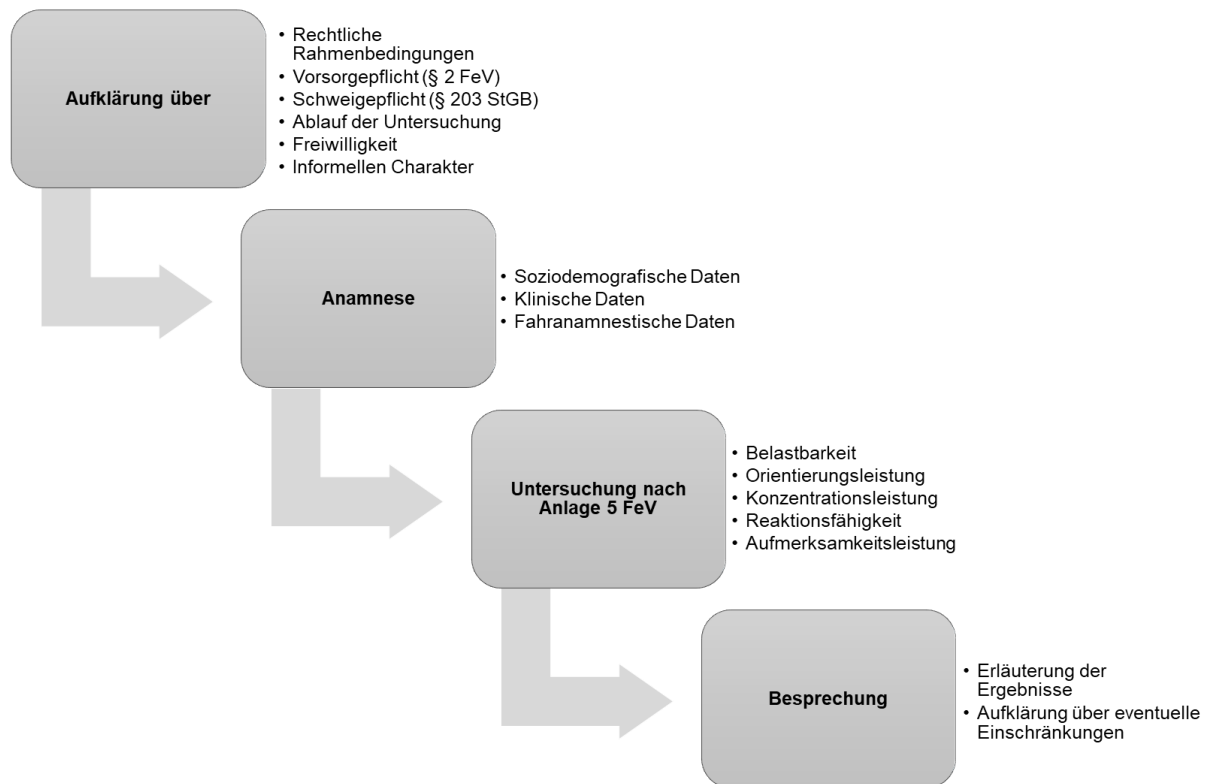 Aufklärung über
• Rechtliche
Rahmenbedingungen
• Vorsorgepflicht (§ 2 FeV)
• Schweigepflicht (§ 203 StGB)
• Ablauf der Untersuchung
• Freiwilligkeit
• Informellen Charakter
Anamnese
• Soziodemografische Daten
• Klinische Daten
• Fahranamnestische Daten
Untersuchung nach
Anlage 5 FeV
• Belastbarkeit
• Orientierungsleistung
• Konzentrationsleistung
• Reaktionsfähigkeit
• Aufmerksamkeitsleistung
Besprechung
• Erläuterung der
Ergebnisse
• Aufklärung über eventuelle
Einschränkungen